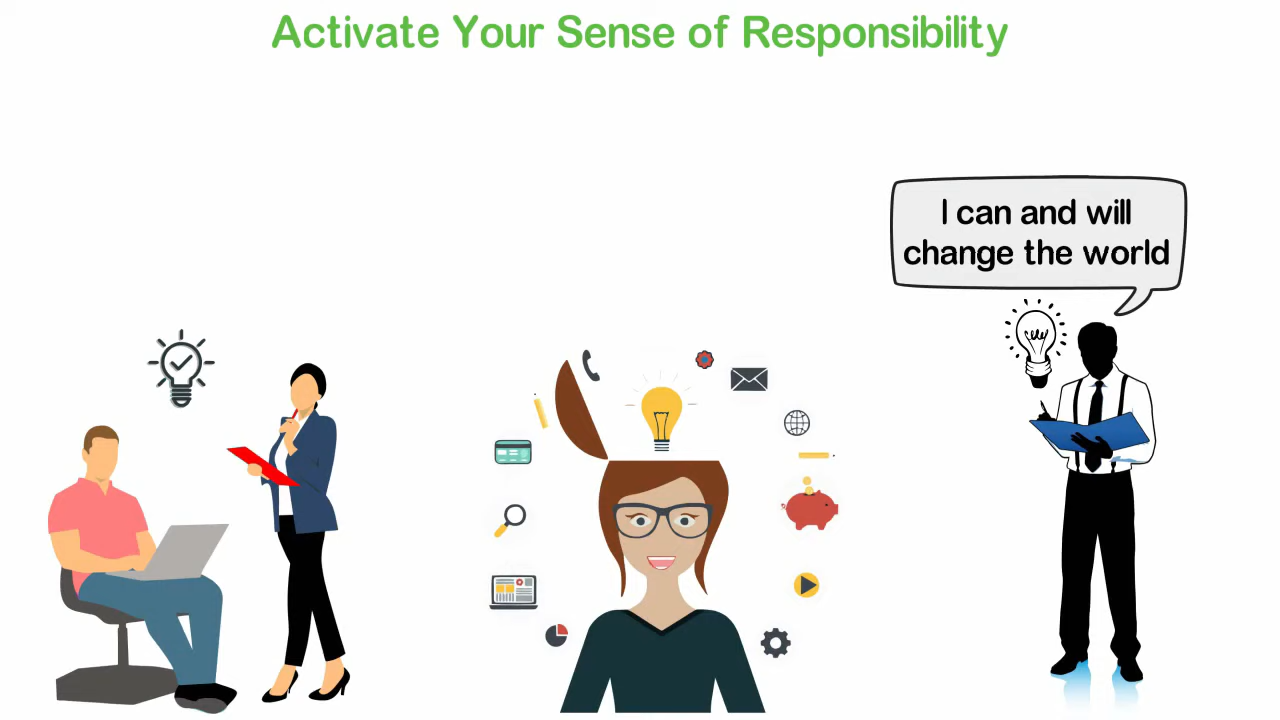 Activate Your Sense of Responsibility
I can and will
change the world